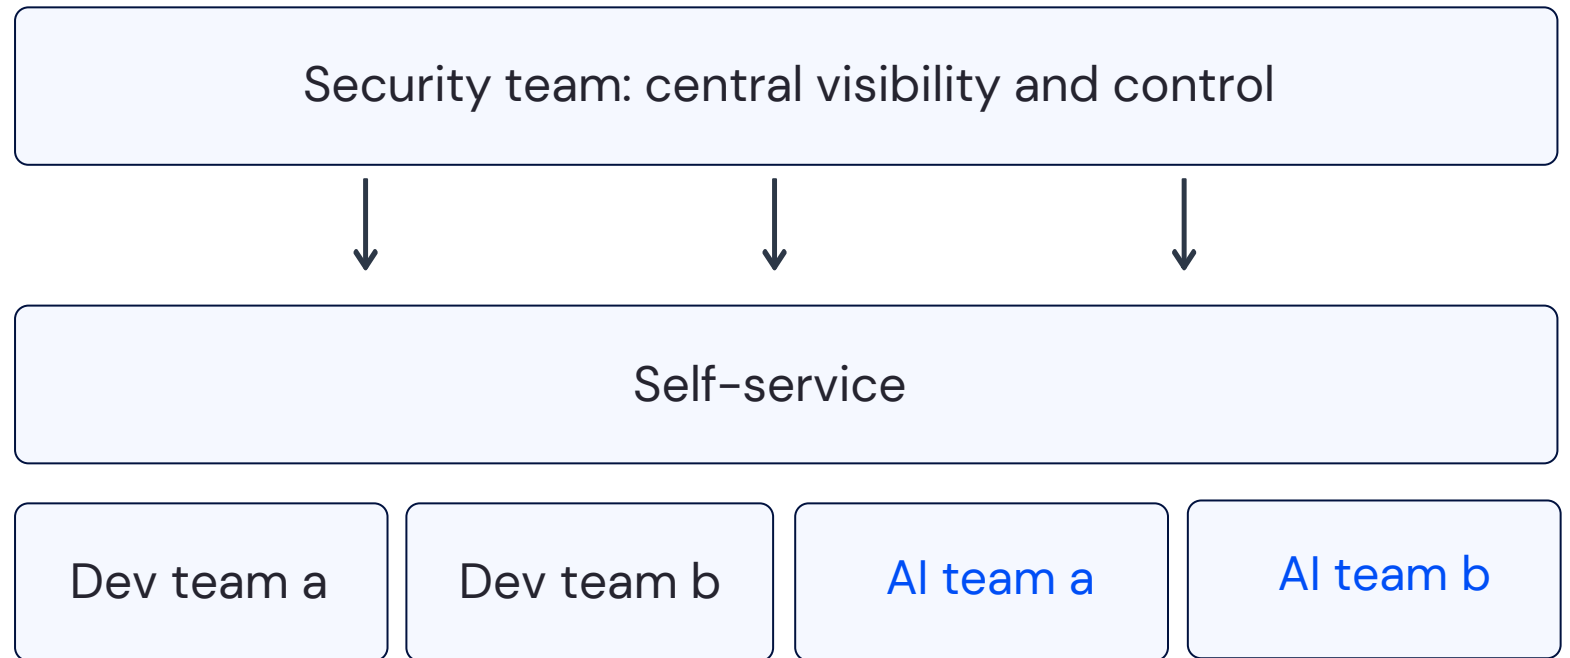 Security team: central visibility and control
Self-service
Dev team a
Dev team b
AI team a
AI team b